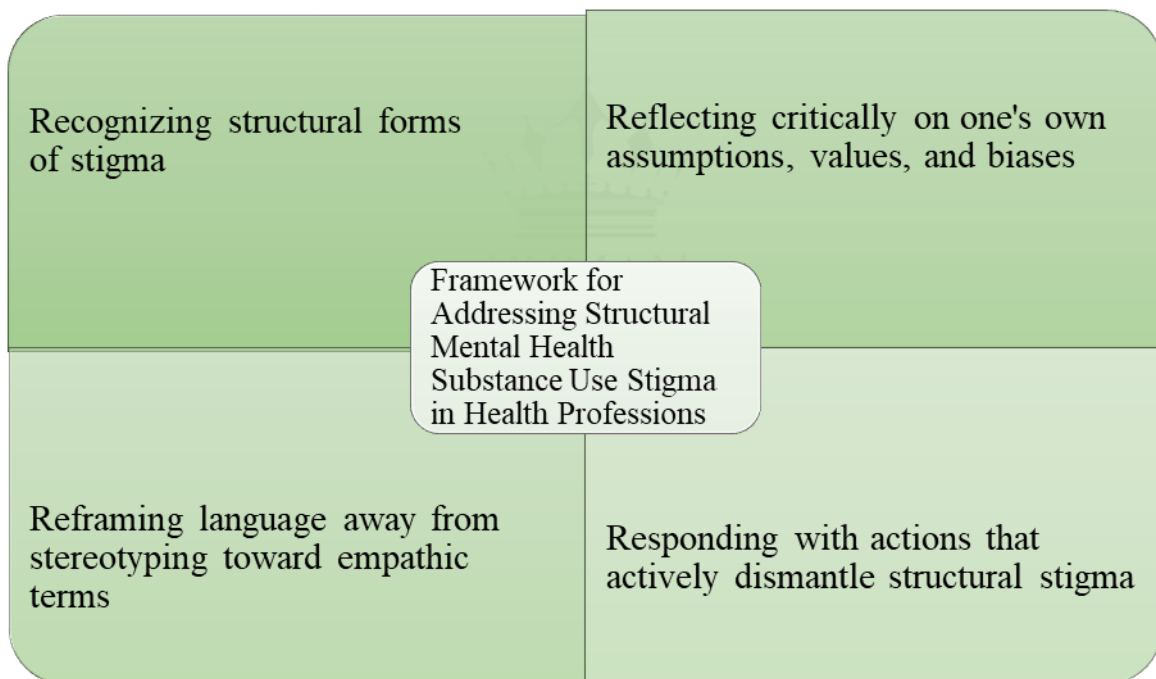 Recognizing structural forms
of stigma
Reflecting critically on one's own
assumptions, values, and biases
Framework for
Addressing Structural
Mental Health
Substance Use Stigma
in Health Professions
Reframing language away from
stereotyping toward empathic
terms
Responding with actions that
actively dismantle structural stigma